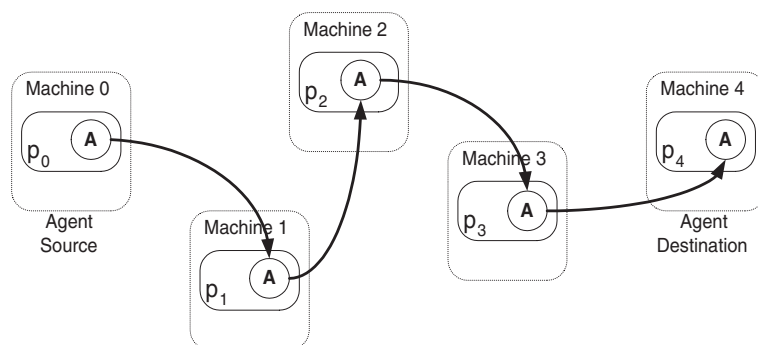 Machine 0
A
p0
Agent
Source
Machine 1
A
p1
Machine 2
A
p2
Machine 3
A
p3
Machine 4
A
p4
Agent
Destination